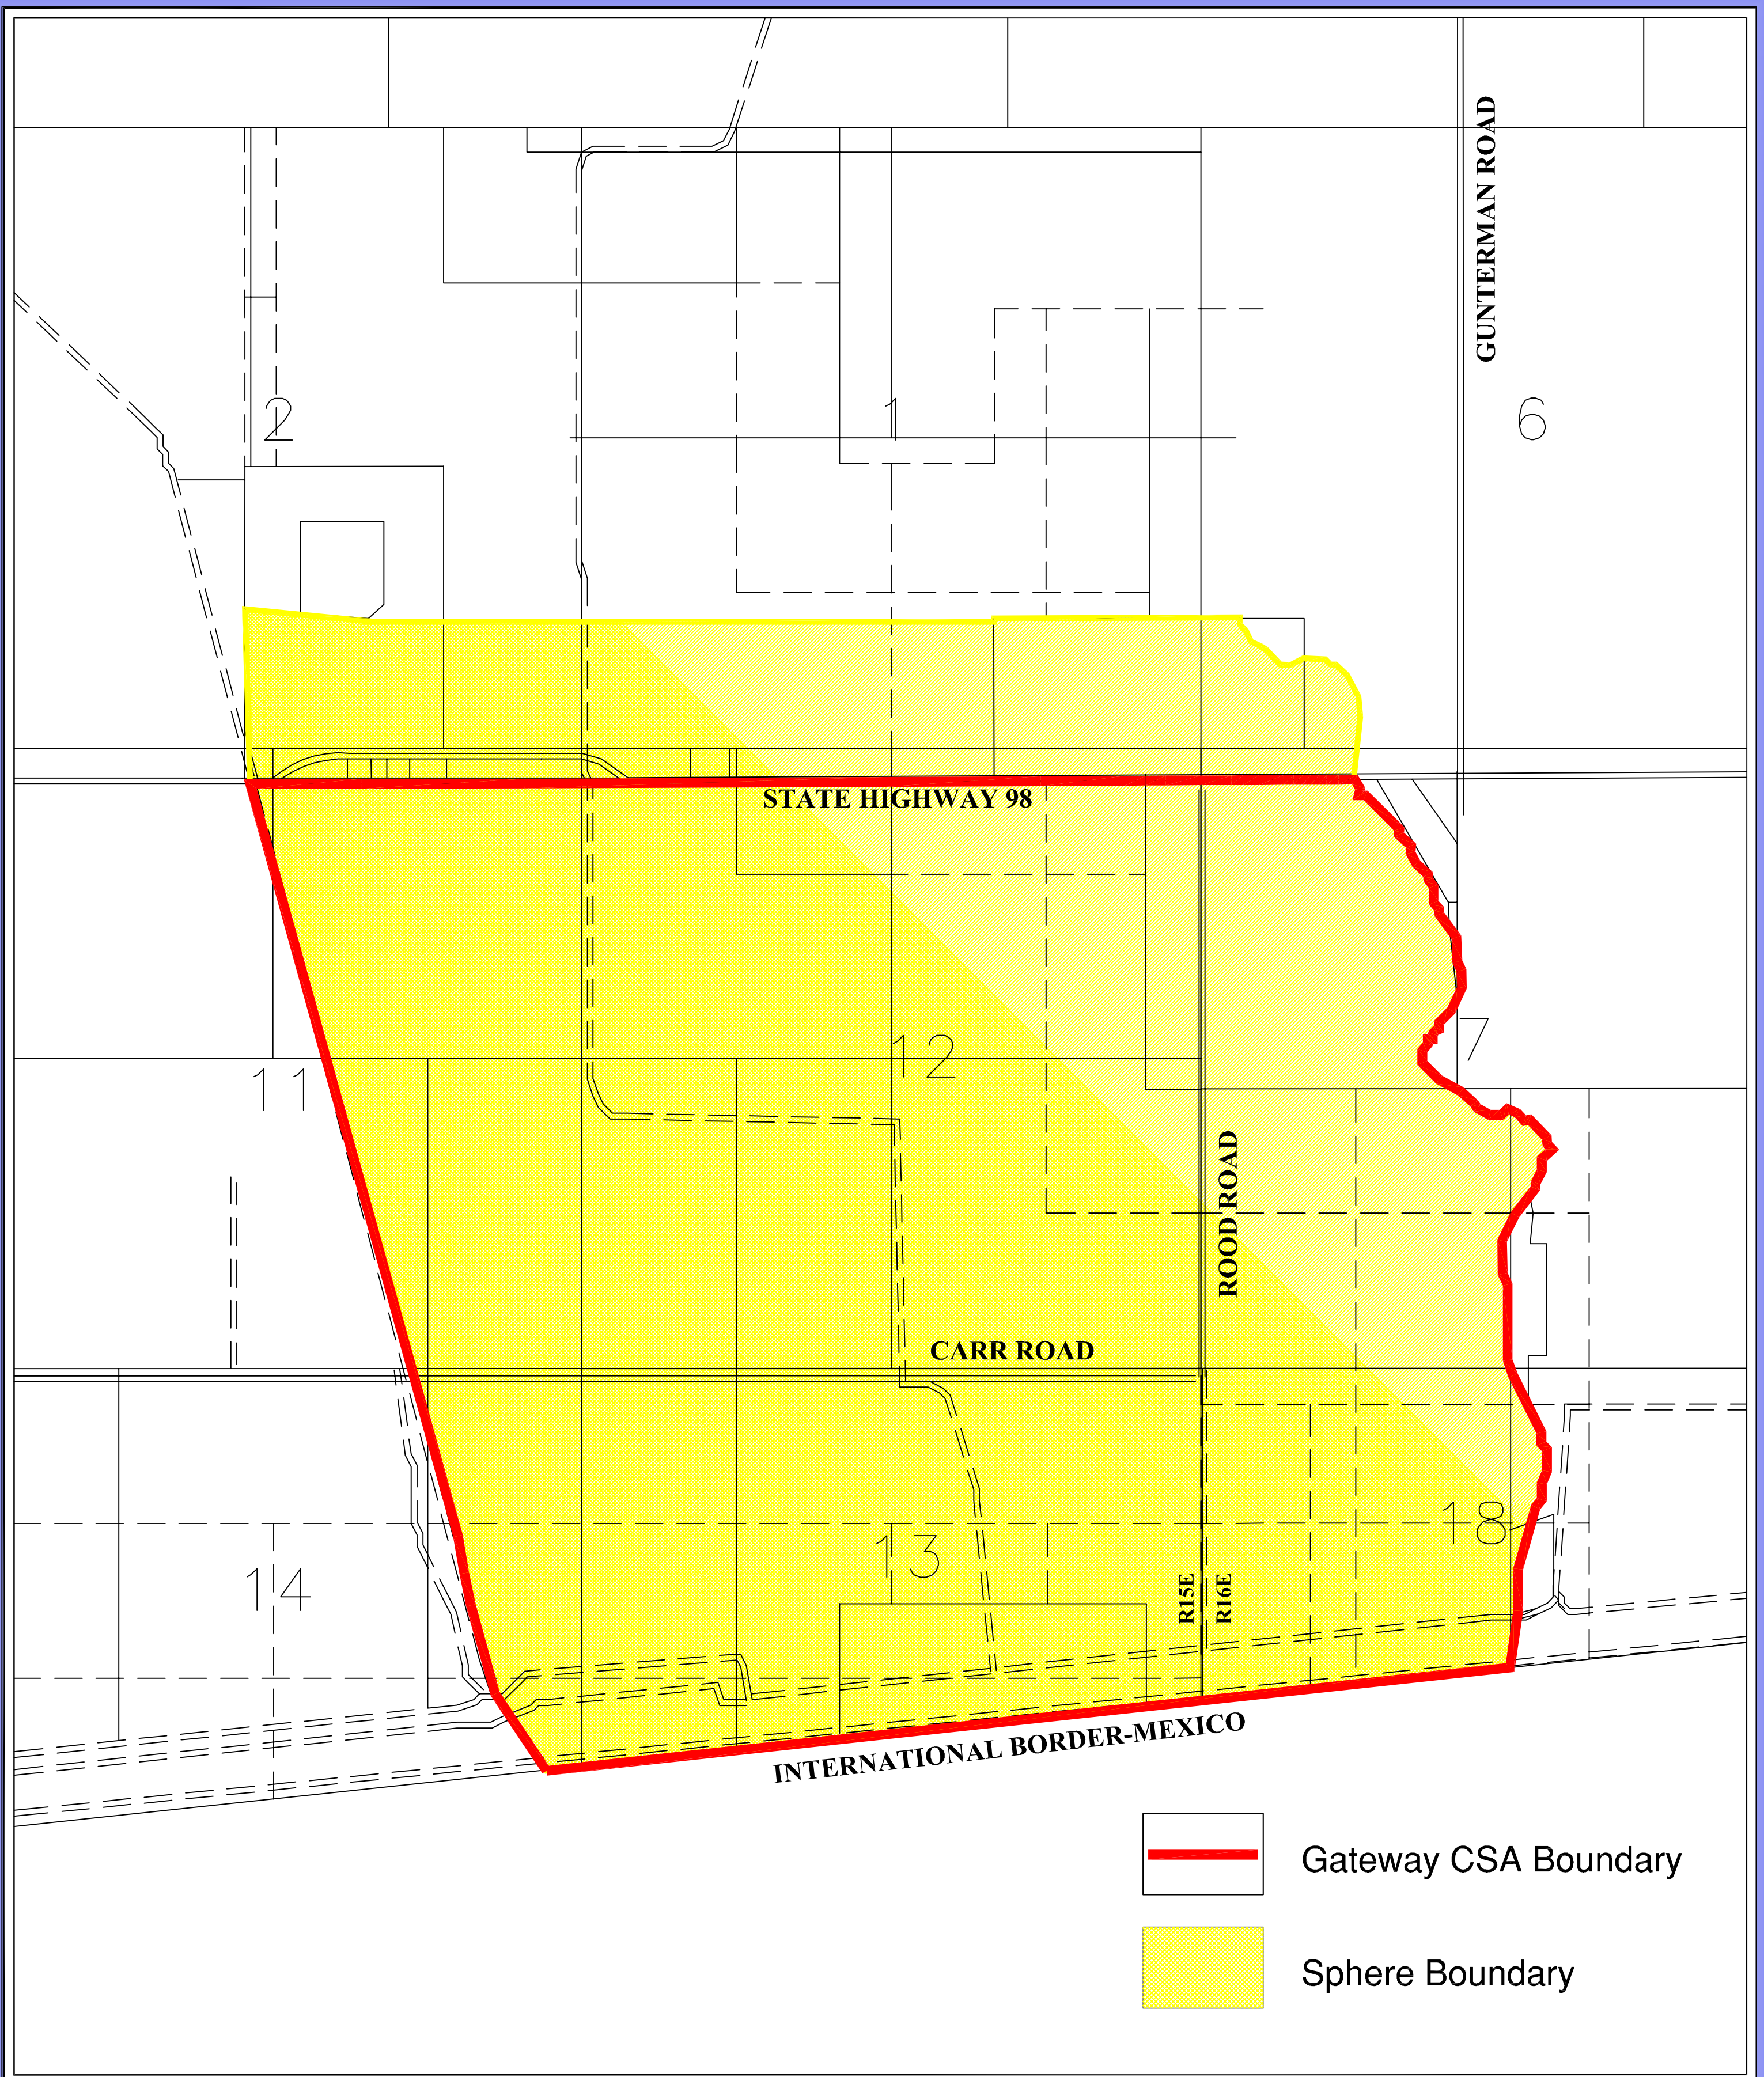 GUNTERMAN ROAD
2
1
6
STATE HIGHWAY 98
12
7
11
ROOD ROAD
CARR ROAD
18
13
14
R15E
R16E
INTERNATIONAL BORDER-MEXICO
Gateway CSA Boundary
Sphere Boundary